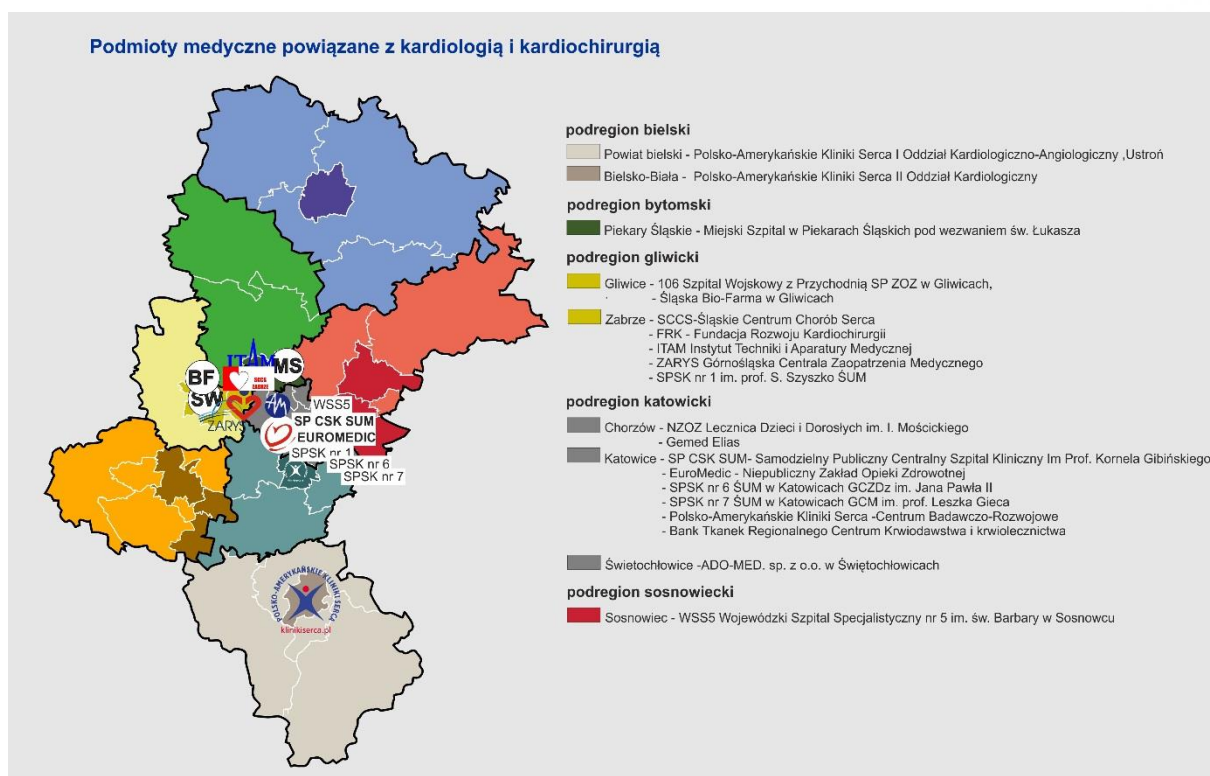 Podmioty medyczne powiązane z kardiologią i kardiochirurgią
podregion bielski
Powiat bielski - Polsko-Amerykańskie Kliniki Serca I Oddział Kardiologiczno-Angiologiczny ,Ustroń
Bielsko-Biała - Polsko-Amerykańskie Kliniki Serca II Oddział Kardiologiczny
podregion bytomski
Piekary Śląskie - Miejski Szpital w Piekarach Śląskich pod wezwaniem św. Łukasza
podregion gliwicki
Gliwice - 106 Szpital Wojskowy z Przychodnią SP ZOZ w Gliwicach,
- Śląska Bio-Farma w Gliwicach
Zabrze - SCCS-Śląskie Centrum Chorób Serca
- FRK - Fundacja Rozwoju Kardiochirurgii
- ITAM Instytut Techniki i Aparatury Medycznej
- ZARYS Górnośląska Centrala Zaopatrzenia Medycznego
- SPSK nr 1 im. prof. S. Szyszko ŚUM
podregion katowicki
Chorzów - NZOZ Lecznica Dzieci i Dorosłych im. I. Mościckiego
- Gemed Elias
Katowice - SP CSK SUM- Samodzielny Publiczny Centralny Szpital Kliniczny Im Prof. Kornela Gibińskiego
- EuroMedic - Niepubliczny Zakład Opieki Zdrowotnej
- SPSK nr 6 ŚUM w Katowicach GCZDz im. Jana Pawła II
- SPSK nr 7 ŚUM w Katowicach GCM im. prof. Leszka Gieca
- Polsko-Amerykańskie Kliniki Serca -Centrum Badawczo-Rozwojowe
- Bank Tkanek Regionalnego Centrum Krwiodawstwa i krwiolecznictwa
Świetochłowice -ADO-MED. sp. z o.o. w Świętochłowicach
podregion sosnowiecki
Sosnowiec - WSS5 Wojewódzki Szpital Specjalistyczny nr 5 im. św. Barbary w Sosnowcu
ITAM
MS
BF
SCCS
ZABRZE
SW
AM
WSS5
ZARYS
SP CSK SUM
EUROMEDIC
SPSK nr 1
SPSK nr 6
SPSK nr 7
POLSKO-AMERYKAŃSKIE KLINIKI SERCA
klinikiserca.pl